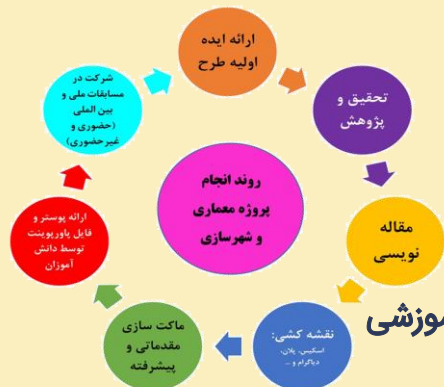 ارائه ایده
اولیه طرح
تحقیق و
پژوهش
مقاله
نویسی
نقشه کشی:
اسکیس، پلان،
دیاگرام و ...
ماکت سازی
مقدماتی و
پیشرفته
ارائه پوستر و
فایل پاورپوینت
توسط دانش
آموزان
شرکت در
مسابقات ملی و
بین المللی
(حضوری و
غیرحضوری)
روند انجام
پروژه معماری
و شهرسازی
موزشی